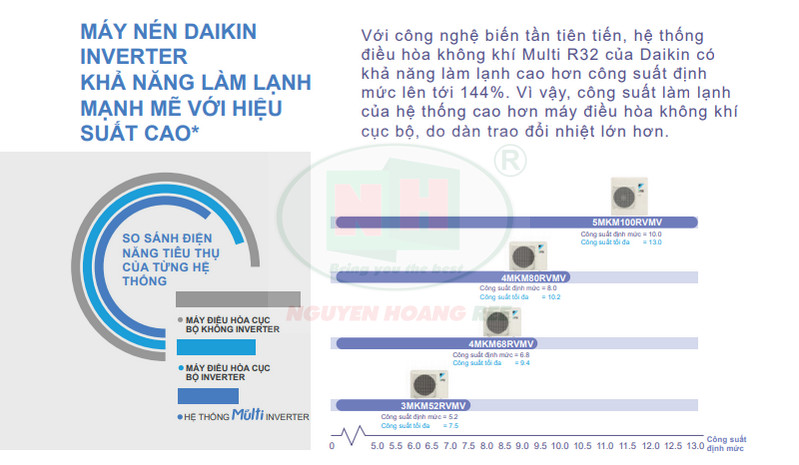 MÁY NÉN DAIKIN
INVERTER
KHẢ NĂNG LÀM LẠNH
MẠNH MẼ VỚI HIỆU
SUẤT CAO*
Với công nghệ biến tần tiên tiến, hệ thống
điều hòa không khí Multi R32 của Daikin có
khả năng làm lạnh cao hơn công suất định
mức lên tới 144%. Vì vậy, công suất làm lạnh
của hệ thống cao hơn máy điều hòa không khí
cục bộ, do dàn trao đổi nhiệt lớn hơn.
SO SÁNH ĐIỆN
NĂNG TIÊU THỤ
CỦA TỪNG HỆ
THỐNG
MÁY ĐIỀU HÒA CỤC
BỘ KHÔNG INVERTER
MÁY ĐIỀU HÒA CỤC
BỘ INVERTER
HỆ THỐNG Multi INVERTER
NH
®
Bring you the best
NGUYEN HOANG REE
5MKM100RVMV
Công suất định mức = 10.0
Công suất tối đa = 13.0
4MKM80RVMV
Công suất định mức = 8.0
Công suất tối đa = 10.2
4MKM68RVMV
Công suất định mức = 6.8
Công suất tối đa = 9.4
3MKM52RVMV
Công suất định mức = 5.2
Công suất tối đa = 7.5
0 5.0 5.5 6.0 6.5 7.0 7.5 8.0 8.5 9.0 9.5 10.0 10.5 11.0 11.5 12.0 12.5 13.0
Công suất
định mức